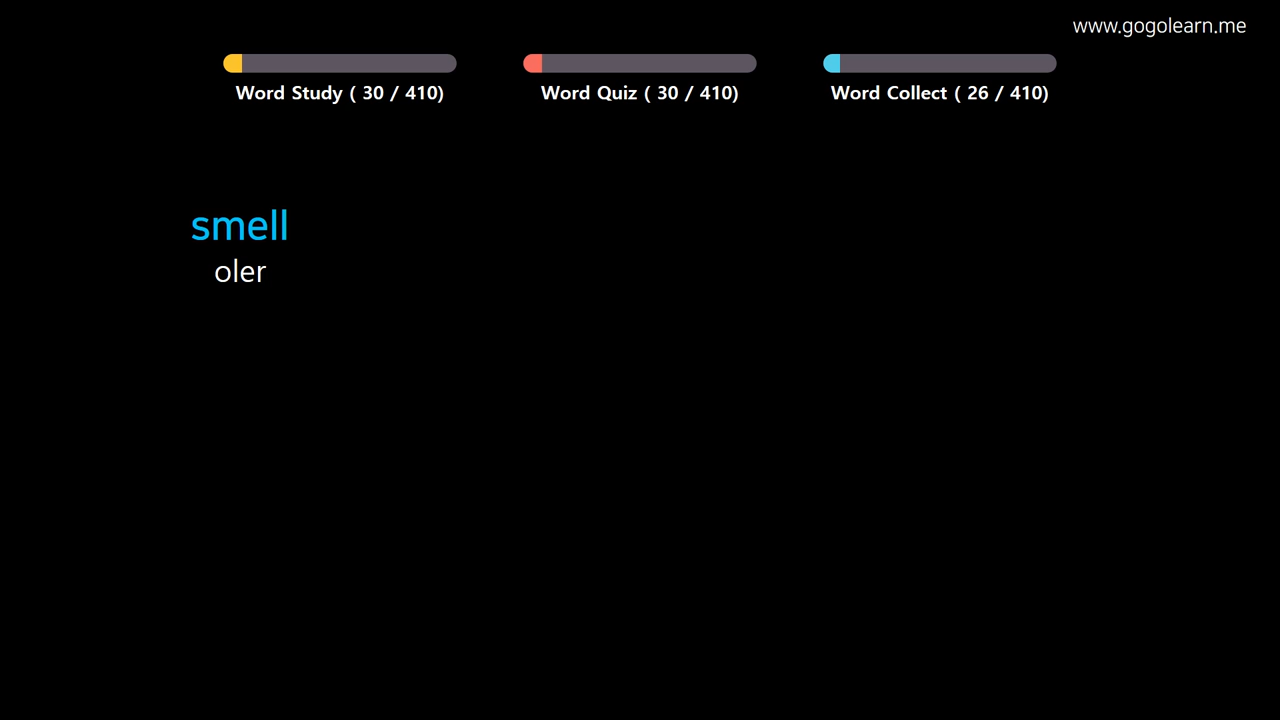 www.gogolearn.me
Word Study ( 30 / 410)
Word Quiz ( 30 / 410)
Word Collect ( 26 / 410)
smell
oler